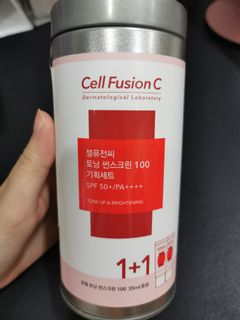 Cell Fusion C
Dermatological Laboratory
셀퓨전씨
토닝 썬스크린 100
기획세트
SPF 50+/PA++++
TONE UP & BRIGHTENING
1+1
토닝 썬스크린 100 35ml 증정